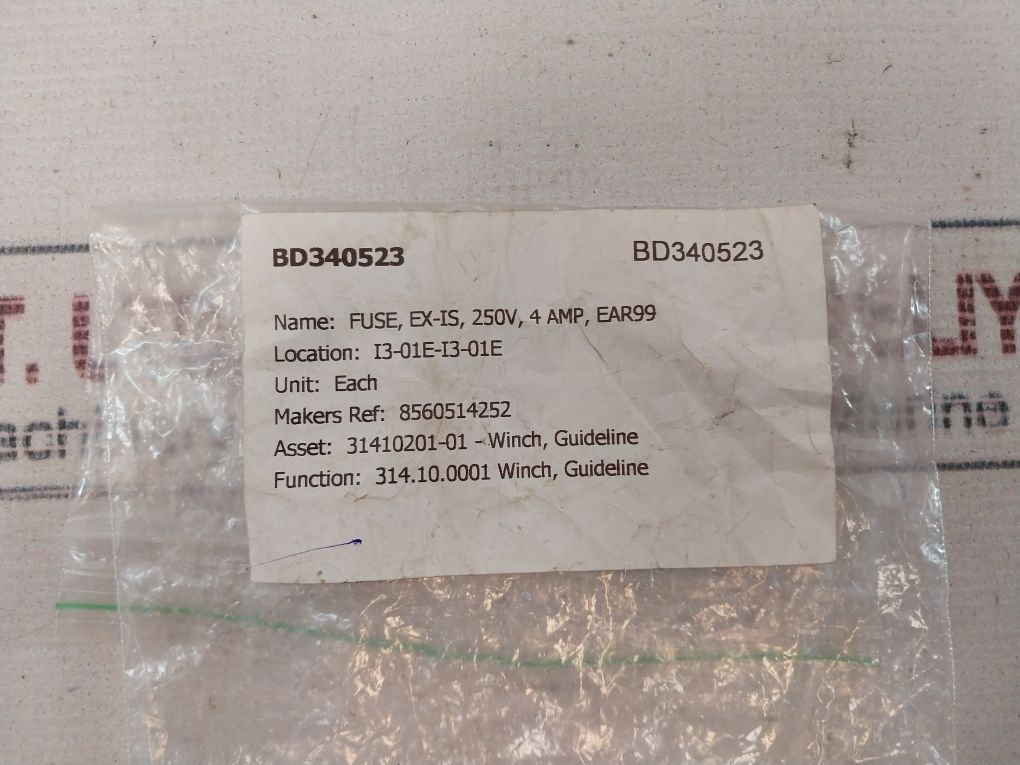 BD340523 BD340523
Name: FUSE, EX-IS, 250V, 4 AMP, EAR99
Location: I3-01E-I3-01E
Unit: Each
Makers Ref: 8560514252
Asset: 31410201-01 - Winch, Guideline
Function: 314.10.0001 Winch, Guideline